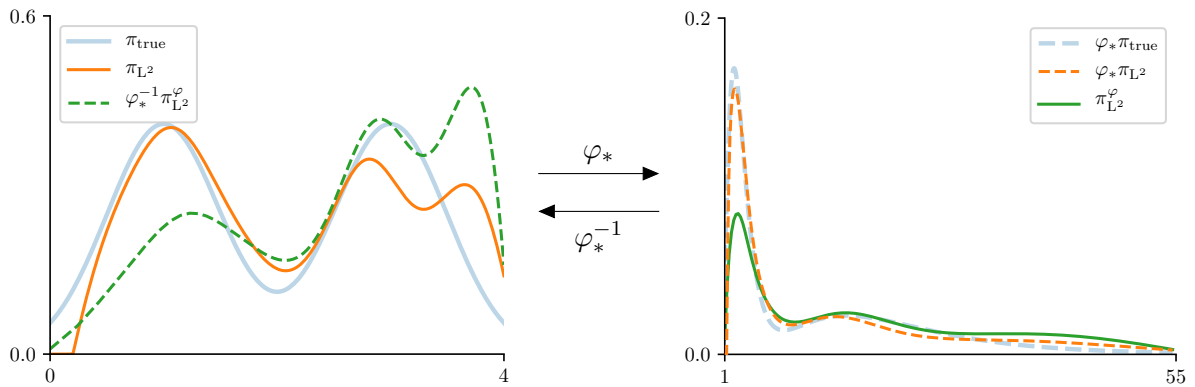 0.6
π_true
π_L²
φ_*^{-1} π_L²^φ
0.0
0
4
φ_*
φ_*^{-1}
0.2
φ_* π_true
φ_* π_L²
π_L²^φ
0.0
1
55